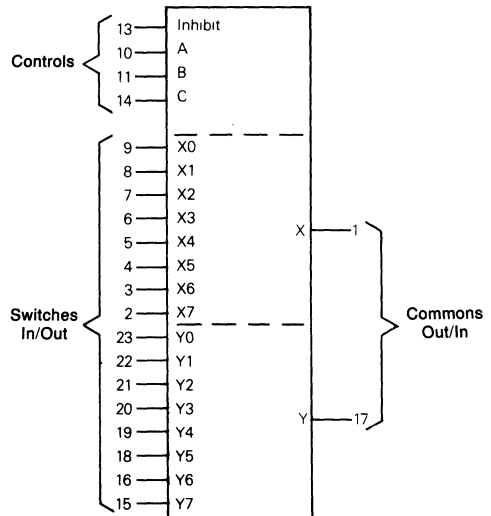 Controls
13 Inhibit
10 A
11 B
14 C
Switches
In/Out
9 X0
8 X1
7 X2
6 X3
5 X4
4 X5
3 X6
2 X7
23 Y0
22 Y1
21 Y2
20 Y3
19 Y4
18 Y5
16 Y6
15 Y7
X 1
Y 17
Commons
Out/In